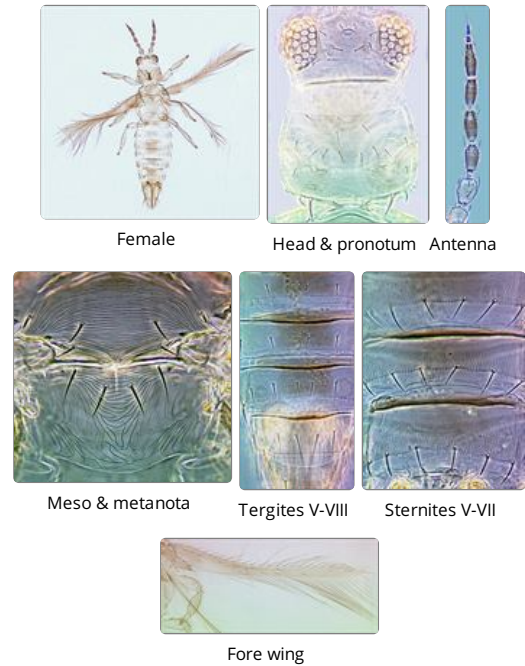 Female
Head & pronotum
Antenna
Meso & metanota
Tergites V-VIII
Sternites V-VII
Fore wing